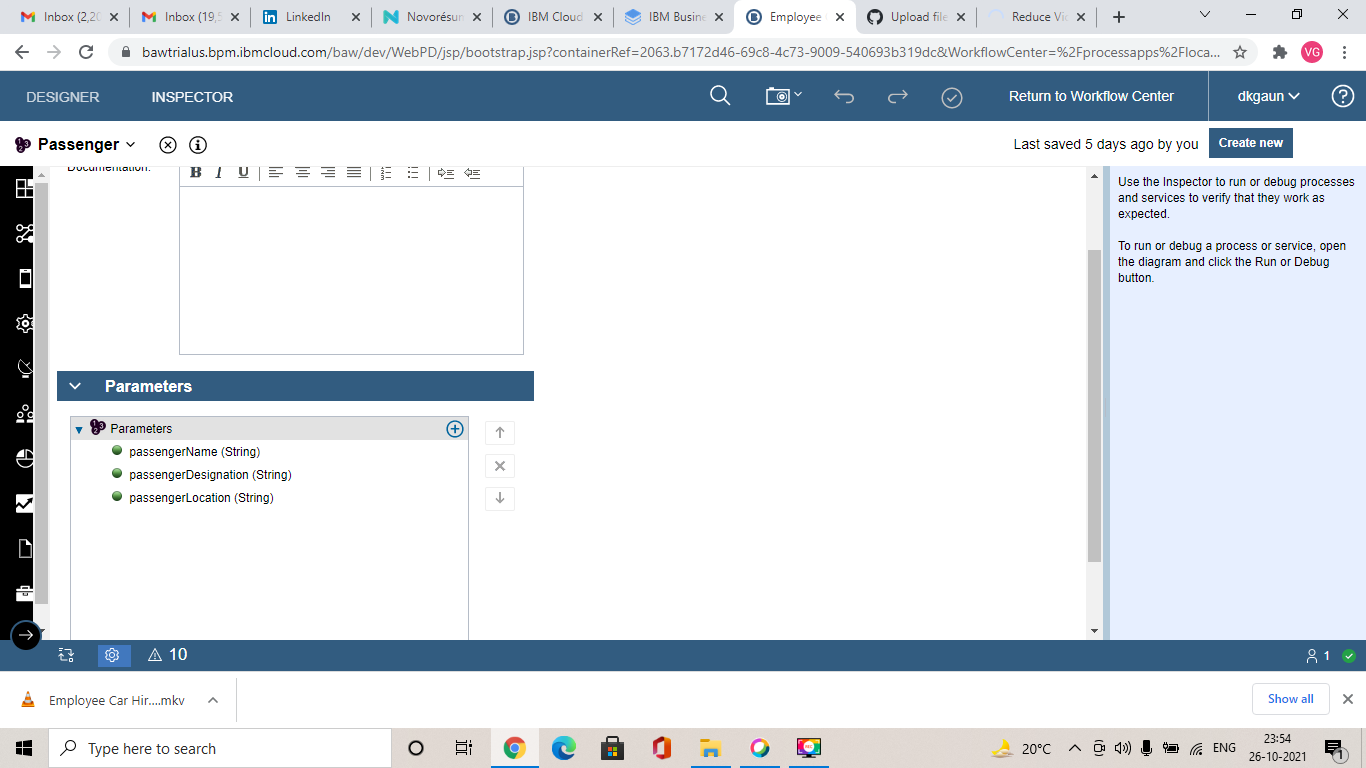 Inbox (2,20
Inbox (19,5
LinkedIn
Novorésum
IBM Cloud
IBM Busine
Employee
Upload file
Reduce Vid
bawtrialus.bpm.ibmcloud.com/baw/dev/WebPD/jsp/bootstrap.jsp?containerRef=2063.b7172d46-69c8-4c73-9009-540693b319dc&WorkflowCenter=%2Fprocessapps%2Floca...
VG
DESIGNER
INSPECTOR
Return to Workflow Center
dkgaun
Passenger
Last saved 5 days ago by you
Create new
Documentation:
B I U
Use the Inspector to run or debug processes
and services to verify that they work as
expected.
To run or debug a process or service, open
the diagram and click the Run or Debug
button.
Parameters
Parameters
passengerName (String)
passengerDesignation (String)
passengerLocation (String)
10
1
Employee Car Hir....mkv
Show all
Type here to search
20°C
ENG
23:54
26-10-2021
1